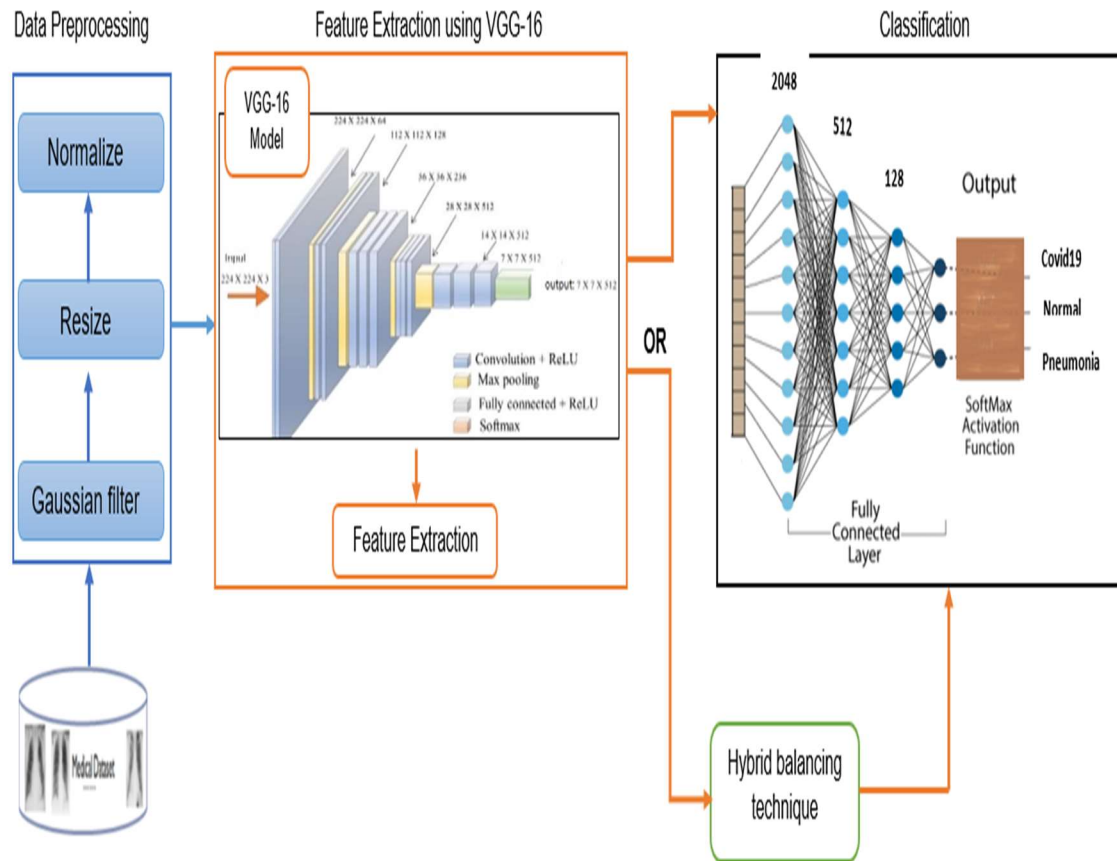 Data Preprocessing
Feature Extraction using VGG-16
Classification
Normalize
Resize
Gaussian filter
Medical Dataset
VGG-16
Model
224 X 224 X 64
112 X 112 X 128
36 X 36 X 236
28 X 28 X 512
14 X 14 X 512
7 X 7 X 512
Input
224 X 224 X 3
output: 7 X 7 X 512
Convolution + ReLU
Max pooling
Fully connected + ReLU
Softmax
Feature Extraction
OR
2048
512
128
Output
Covid19
Normal
Pneumonia
SoftMax
Activation
Function
Fully
Connected
Layer
Hybrid balancing
technique